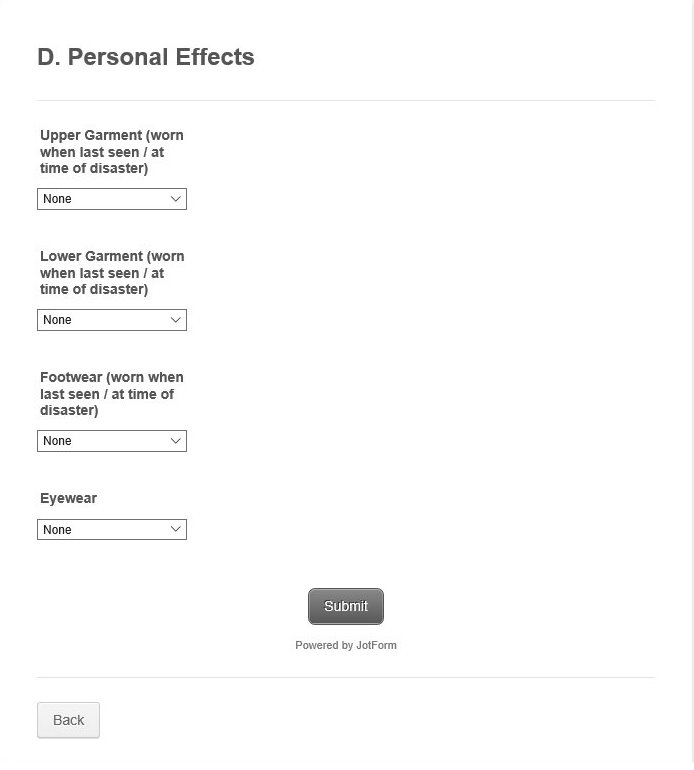 D. Personal Effects
Upper Garment (worn
when last seen / at
time of disaster)
None
Lower Garment (worn
when last seen / at
time of disaster)
None
Footwear (worn when
last seen / at time of
disaster)
None
Eyewear
None
Submit
Powered by JotForm
Back